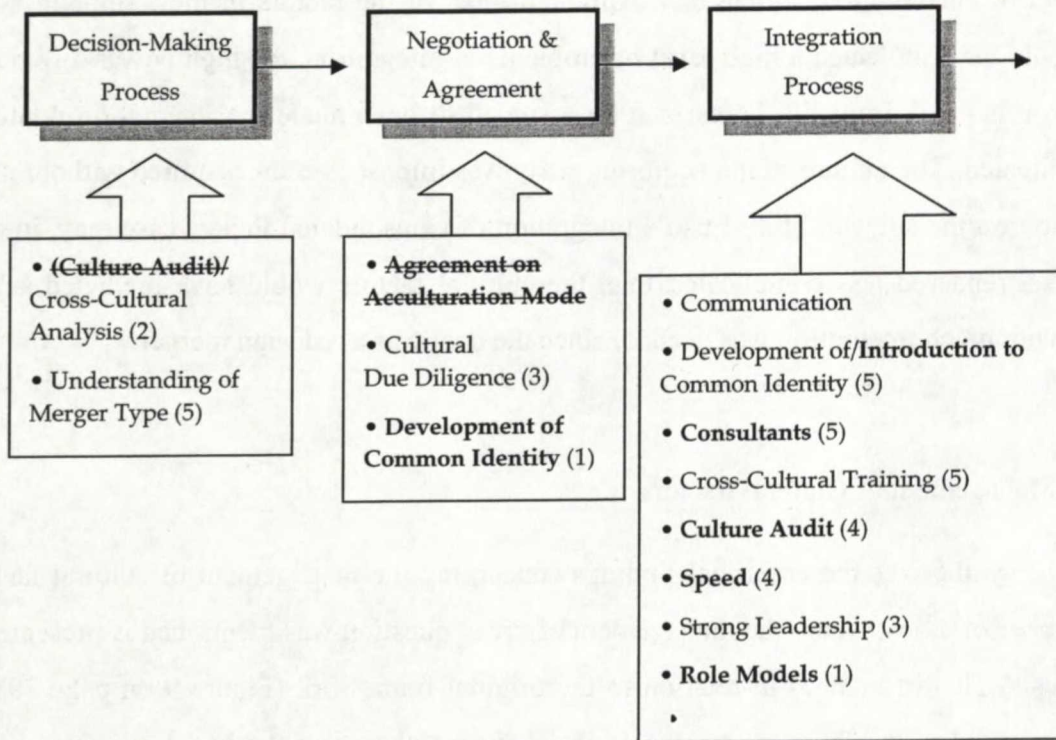 Decision-Making
Process
Negotiation &
Agreement
Integration
Process
• (Culture Audit)/
Cross-Cultural
Analysis (2)
• Understanding of
Merger Type (5)
• Agreement on
Acculturation Mode
• Cultural
Due Diligence (3)
• Development of
Common Identity (1)
• Communication
• Development of/Introduction to
Common Identity (5)
• Consultants (5)
• Cross-Cultural Training (5)
• Culture Audit (4)
• Speed (4)
• Strong Leadership (3)
• Role Models (1)